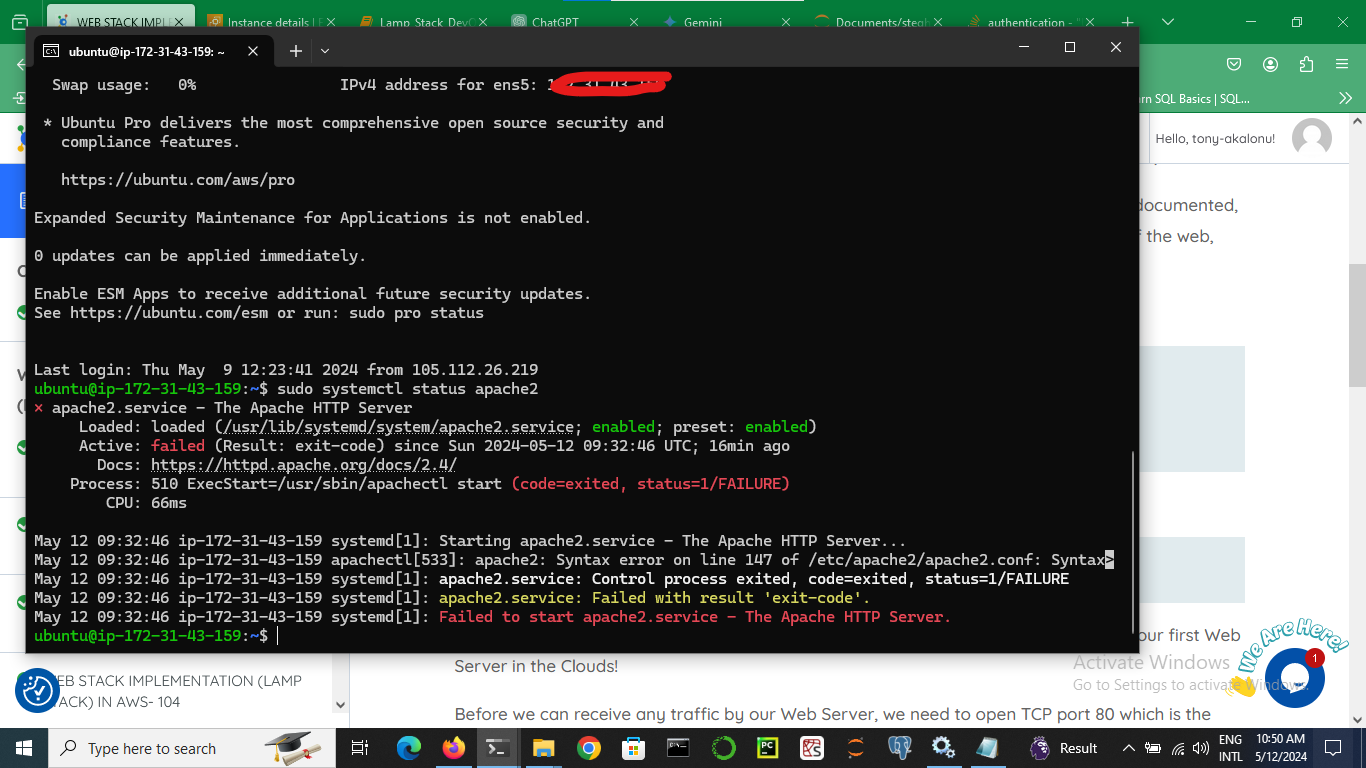 WEB STACK IMPLE
Instance details | E
Lamp_Stack_DevO
ChatGPT
Gemini
Documents/stegh
authentication - "
ubuntu@ip-172-31-43-159: ~
rn SQL Basics | SQL...
Hello, tony-akalonu!
Swap usage: 0% IPv4 address for ens5:
* Ubuntu Pro delivers the most comprehensive open source security and
compliance features.
https://ubuntu.com/aws/pro
Expanded Security Maintenance for Applications is not enabled.
0 updates can be applied immediately.
Enable ESM Apps to receive additional future security updates.
See https://ubuntu.com/esm or run: sudo pro status
Last login: Thu May 9 12:23:41 2024 from 105.112.26.219
ubuntu@ip-172-31-43-159:~$ sudo systemctl status apache2
× apache2.service - The Apache HTTP Server
Loaded: loaded (/usr/lib/systemd/system/apache2.service; enabled; preset: enabled)
Active: failed (Result: exit-code) since Sun 2024-05-12 09:32:46 UTC; 16min ago
Docs: https://httpd.apache.org/docs/2.4/
Process: 510 ExecStart=/usr/sbin/apachectl start (code=exited, status=1/FAILURE)
CPU: 66ms
May 12 09:32:46 ip-172-31-43-159 systemd[1]: Starting apache2.service - The Apache HTTP Server...
May 12 09:32:46 ip-172-31-43-159 apachectl[533]: apache2: Syntax error on line 147 of /etc/apache2/apache2.conf: Syntax>
May 12 09:32:46 ip-172-31-43-159 systemd[1]: apache2.service: Control process exited, code=exited, status=1/FAILURE
May 12 09:32:46 ip-172-31-43-159 systemd[1]: apache2.service: Failed with result 'exit-code'.
May 12 09:32:46 ip-172-31-43-159 systemd[1]: Failed to start apache2.service - The Apache HTTP Server.
ubuntu@ip-172-31-43-159:~$
documented,
f the web,
our first Web
Server in the Clouds!
Before we can receive any traffic by our Web Server, we need to open TCP port 80 which is the
EB STACK IMPLEMENTATION (LAMP
TACK) IN AWS- 104
We Are Here!
1
Activate Windows
Go to Settings to activate Windows.
Type here to search
Result
ENG
INTL
10:50 AM
5/12/2024